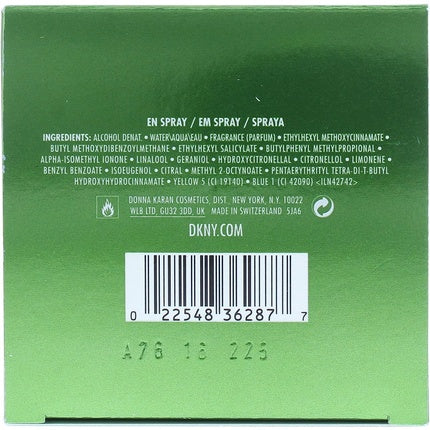 EN SPRAY / EM SPRAY / SPRAYA
INGREDIENTS: ALCOHOL DENAT. • WATER\AQUA\EAU • FRAGRANCE (PARFUM) • ETHYLHEXYL METHOXYCINNAMATE •
BUTYL METHOXYDIBENZOYLMETHANE • ETHYLHEXYL SALICYLATE • BUTYLPHENYL METHYLPROPIONAL •
ALPHA-ISOMETHYL IONONE • LINALOOL • GERANIOL • HYDROXYCITRONELLAL • CITRONELLOL • LIMONENE •
BENZYL BENZOATE • ISOEUGENOL • CITRAL • METHYL 2-OCTYNOATE • PENTAERYTHRITYL TETRA-DI-T-BUTYL
HYDROXYHYDROCINNAMATE • YELLOW 5 (CI 19140) • BLUE 1 (CI 42090) <ILN42742>
DONNA KARAN COSMETICS, DIST., NEW YORK, N.Y. 10022
WLB LTD, GU32 3DD, UK MADE IN SWITZERLAND 5JA6
DKNY.COM
0 22548 36287 7
A76 16 225